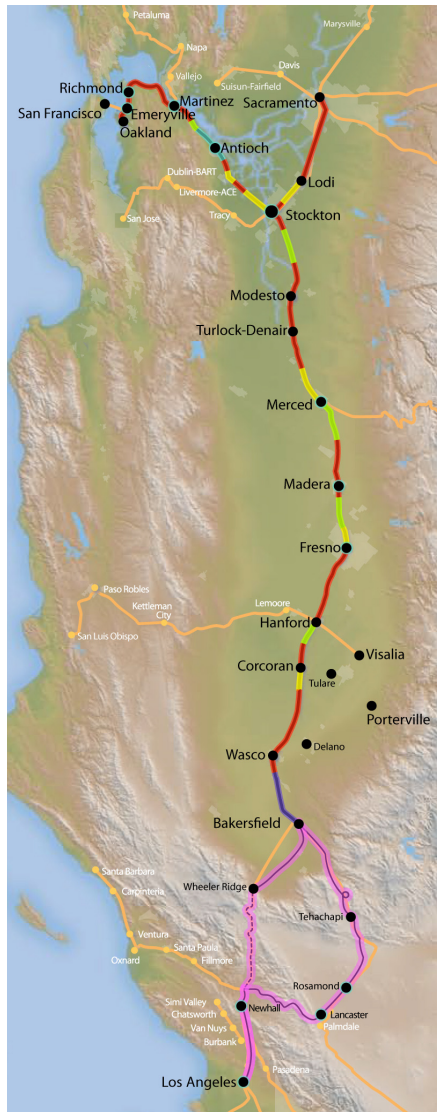 Petaluma
Marysville
Napa
Davis
Vallejo
Suisun-Fairfield
Richmond
Martinez
Sacramento
San Francisco
Emeryville
Oakland
Antioch
Dublin-BART
Lodi
Livermore-ACE
San Jose
Tracy
Stockton
Modesto
Turlock-Denair
Merced
Madera
Fresno
Paso Robles
Lemoore
Kettleman
City
Hanford
San Luis Obispo
Visalia
Corcoran
Tulare
Porterville
Wasco
Delano
Bakersfield
Santa Barbara
Wheeler Ridge
Carpinteria
Tehachapi
Ventura
Santa Paula
Oxnard
Fillmore
Rosamond
Simi Valley
Newhall
Chatsworth
Lancaster
Van Nuys
Palmdale
Burbank
Pasadena
Los Angeles